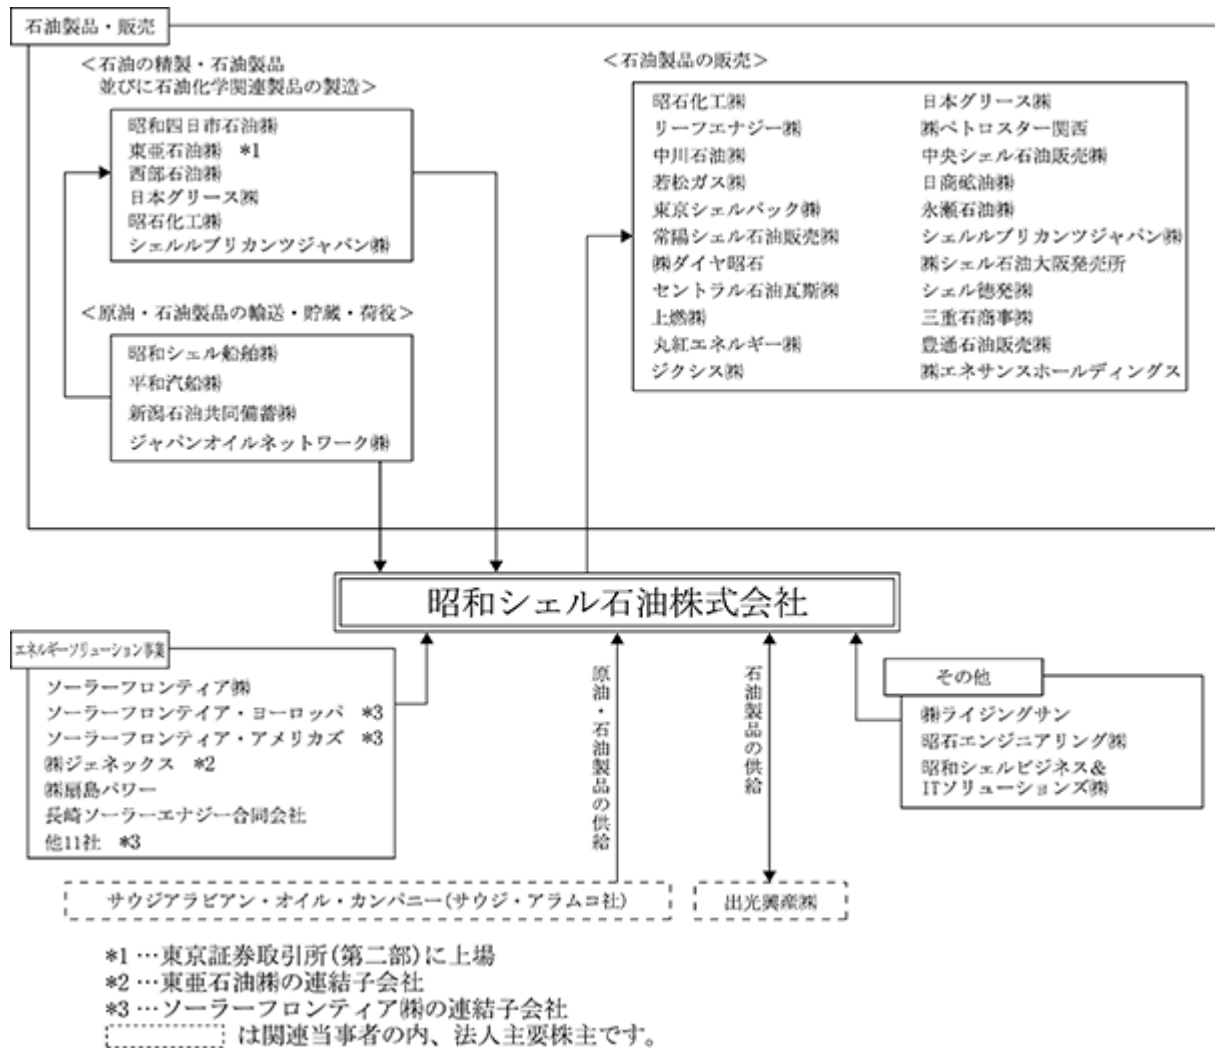 石油製品・販売
＜石油の精製・石油製品
並びに石油化学関連製品の製造＞
昭和四日市石油㈱
東亜石油㈱　*1
西部石油㈱
日本グリース㈱
昭石化工㈱
シェルルブリカンツジャパン㈱
＜原油・石油製品の輸送・貯蔵・荷役＞
昭和シェル船舶㈱
平和汽船㈱
新潟石油共同備蓄㈱
ジャパンオイルネットワーク㈱
＜石油製品の販売＞
昭石化工㈱
リーフエナジー㈱
中川石油㈱
若松ガス㈱
東京シェルパック㈱
常陽シェル石油販売㈱
㈱ダイヤ昭石
セントラル石油瓦斯㈱
上燃㈱
丸紅エネルギー㈱
ジクシス㈱
日本グリース㈱
㈱ペトロスター関西
中央シェル石油販売㈱
日商砿油㈱
永瀬石油㈱
シェルルブリカンツジャパン㈱
㈱シェル石油大阪発売所
シェル徳発㈱
三重石商事㈱
豊通石油販売㈱
㈱エネサンスホールディングス
昭和シェル石油株式会社
エネルギーソリューション事業
ソーラーフロンティア㈱
ソーラーフロンテイア・ヨーロッパ　*3
ソーラーフロンティア・アメリカズ　*3
㈱ジェネックス　*2
㈱扇島パワー
長崎ソーラーエナジー合同会社
他11社　*3
原油・石油製品の供給
石油製品の供給
その他
㈱ライジングサン
昭石エンジニアリング㈱
昭和シェルビジネス＆
ITソリューションズ㈱
サウジアラビアン・オイル・カンパニー(サウジ・アラムコ社)
出光興産㈱
*1 …東京証券取引所(第二部)に上場
*2 …東亜石油㈱の連結子会社
*3 …ソーラーフロンティア㈱の連結子会社
は関連当事者の内、法人主要株主です。